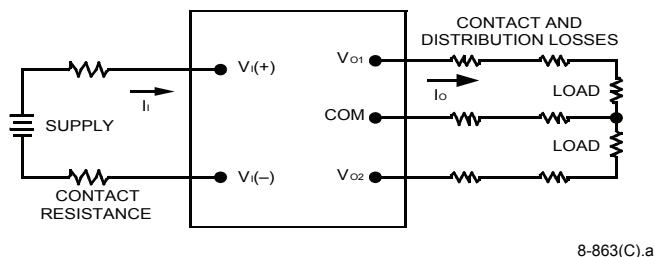 CONTACT AND
DISTRIBUTION LOSSES
VI(+)
VO1
II
IO
LOAD
SUPPLY
COM
LOAD
CONTACT
RESISTANCE
VI(–)
VO2
8-863(C).a